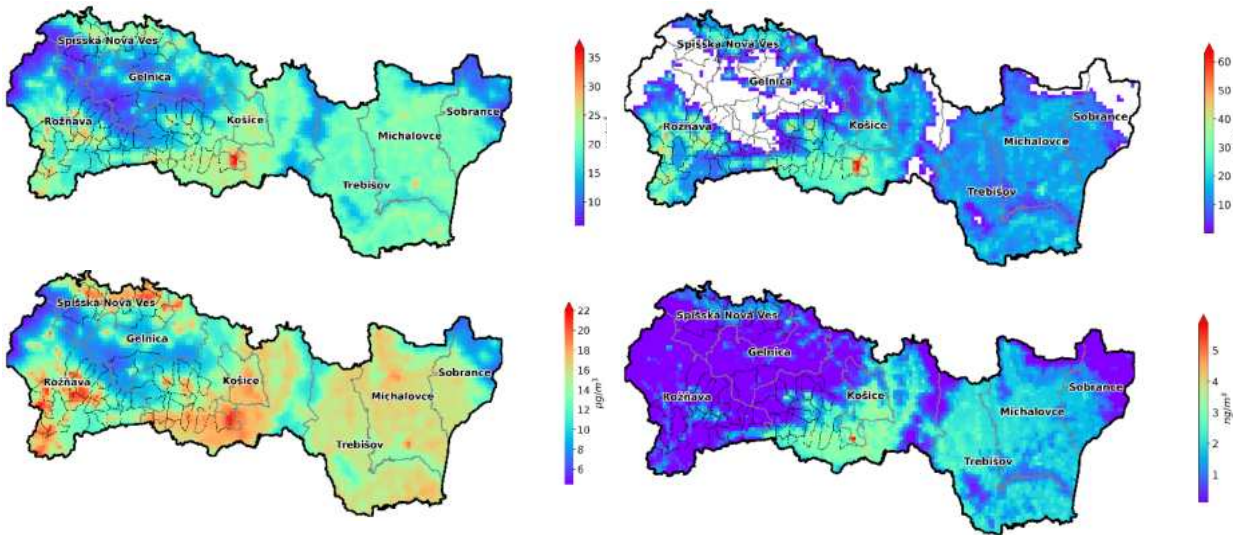 Spišská Nová Ves
Gelnica
Rožňava
Košice
Michalovce
Sobrance
Trebišov
35
30
25
20
15
10
Spišská Nová Ves
Gelnica
Rožňava
Košice
Michalovce
Sobrance
Trebišov
60
50
40
30
20
10
Spišská Nová Ves
Gelnica
Rožňava
Košice
Michalovce
Sobrance
Trebišov
22
20
18
16
14
12
10
8
6
µg/m³
Spišská Nová Ves
Gelnica
Rožňava
Košice
Michalovce
Sobrance
Trebišov
5
4
3
2
1
ng/m³